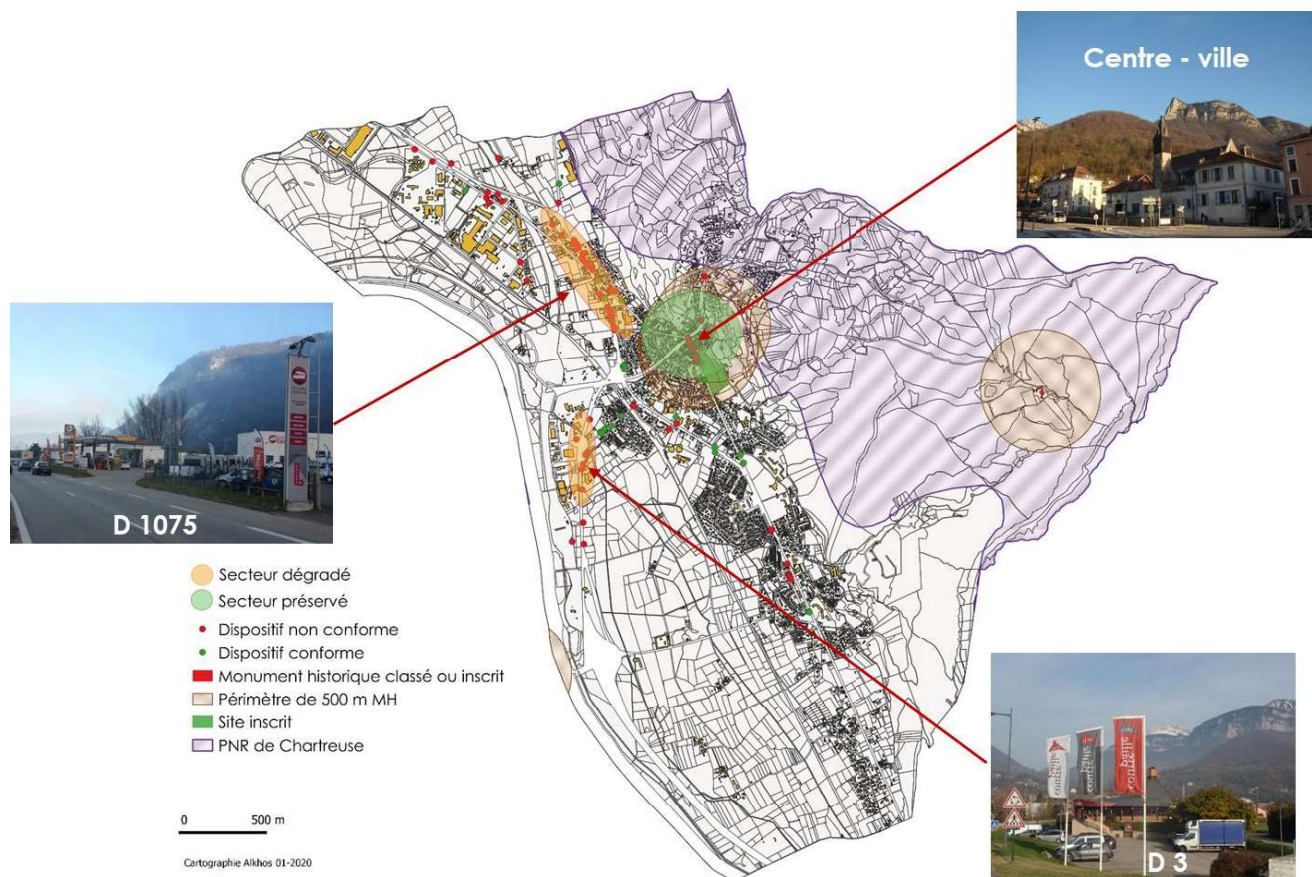 Centre - ville
D 1075
Secteur dégradé
Secteur préservé
Dispositif non conforme
Dispositif conforme
Monument historique classé ou inscrit
Périmètre de 500 m MH
Site inscrit
PNR de Chartreuse
0 500 m
Cartographie Alkhos 01-2020
D 3